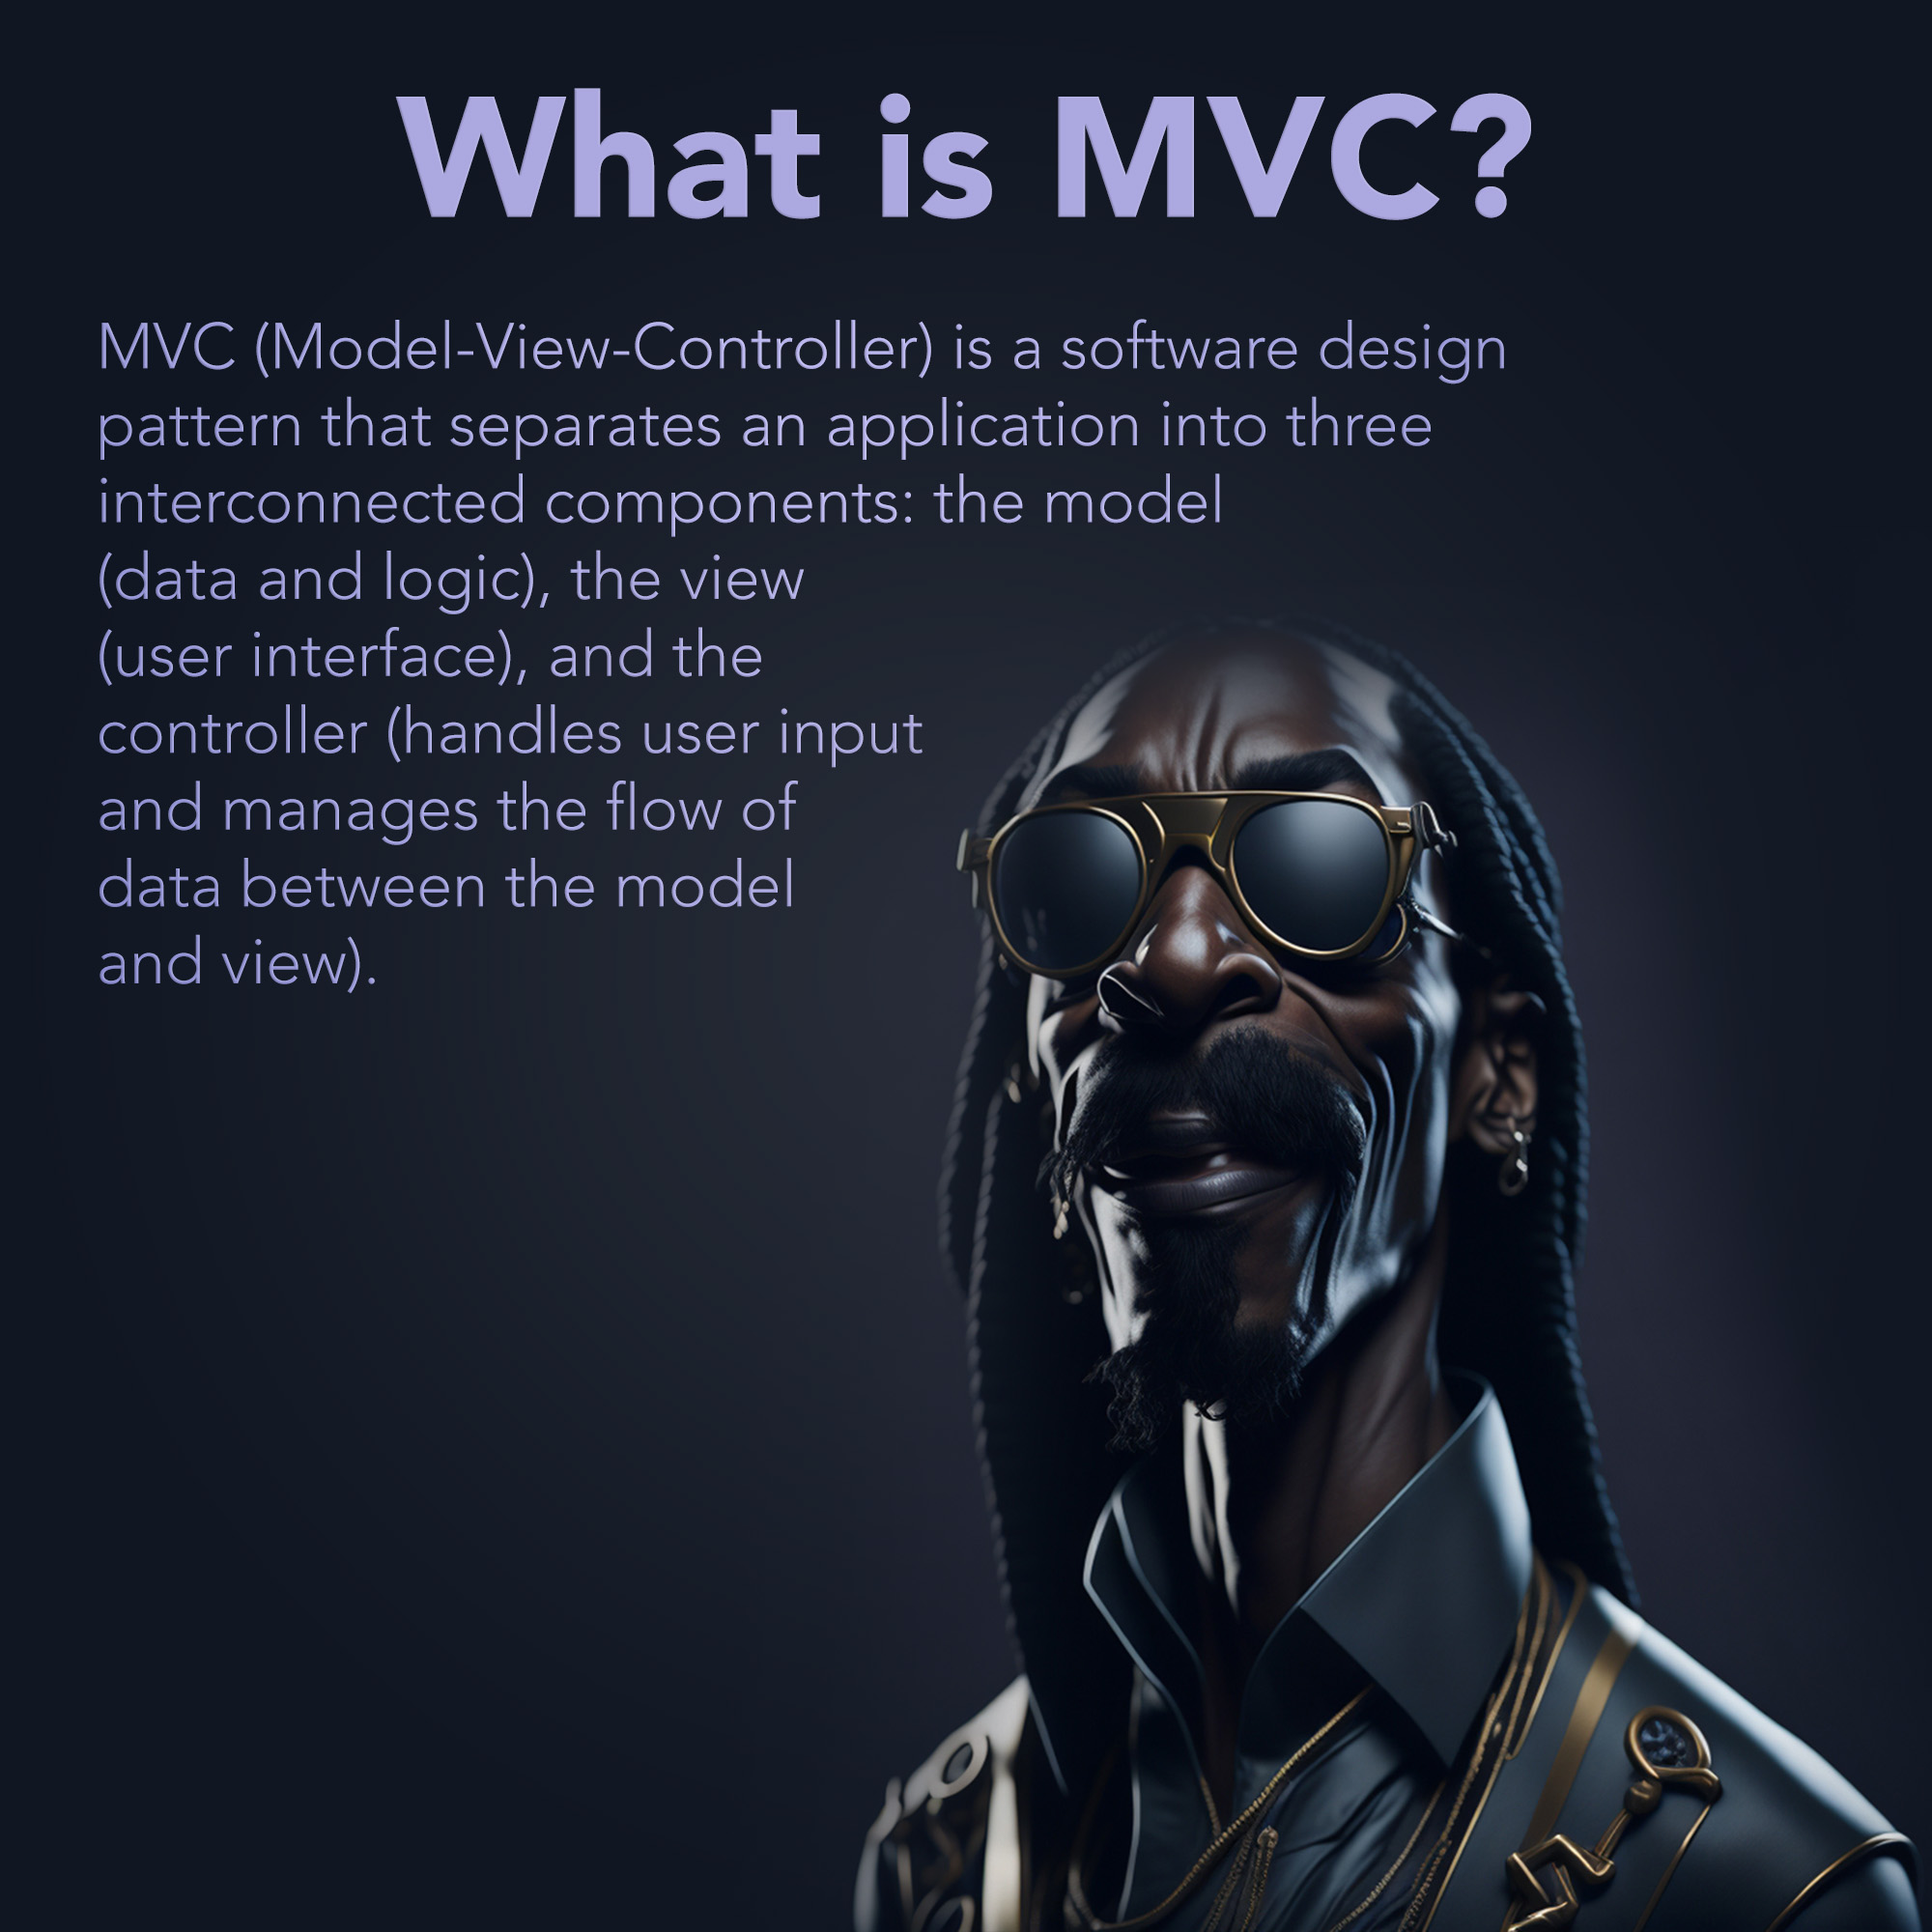 What is MVC?
MVC (Model-View-Controller) is a software design
pattern that separates an application into three
interconnected components: the model
(data and logic), the view
(user interface), and the
controller (handles user input
and manages the flow of
data between the model
and view).